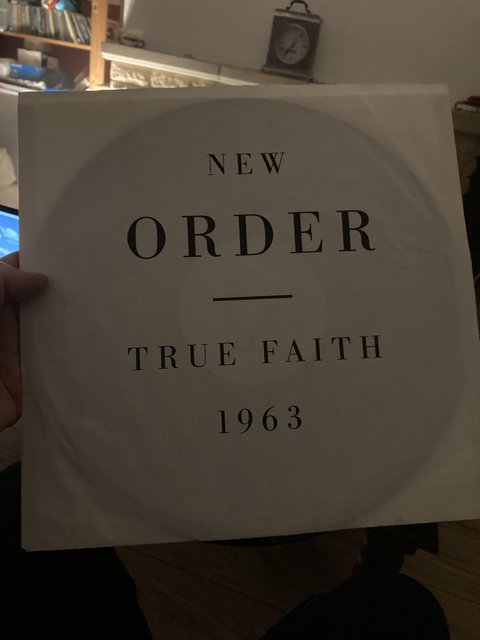 NEW
ORDER
TRUE FAITH
1963